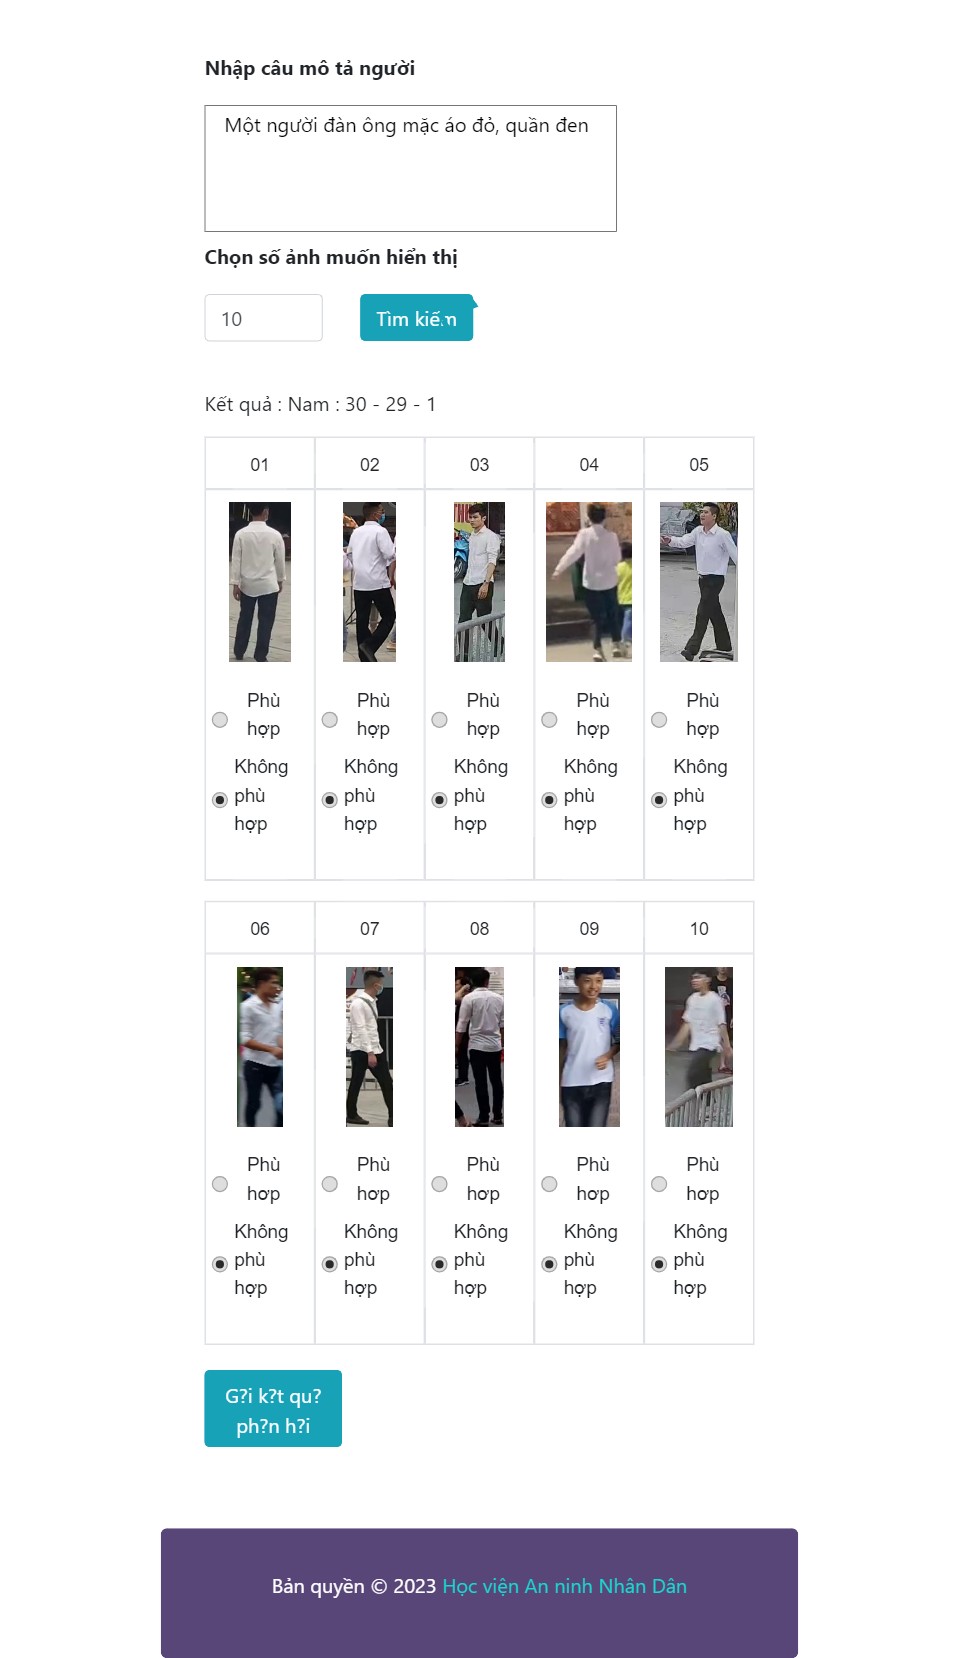 Nhập câu mô tả người
Một người đàn ông mặc áo đỏ, quần đen
Chọn số ảnh muốn hiển thị
10 Tìm kiếm
Kết quả : Nam : 30 - 29 - 1
01 02 03 04 05
Phù Phù Phù Phù Phù
hợp hợp hợp hợp hợp
Không Không Không Không Không
phù phù phù phù phù
hợp hợp hợp hợp hợp
06 07 08 09 10
Phù Phù Phù Phù Phù
hơp hơp hơp hơp hơp
Không Không Không Không Không
phù phù phù phù phù
hợp hợp hợp hợp hợp
G?i k?t qu?
ph?n h?i
Bản quyền © 2023 Học viện An ninh Nhân Dân